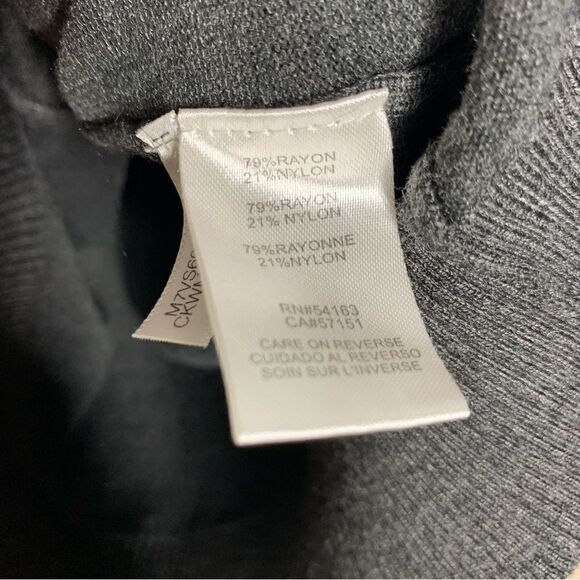 79%RAYON
21%NYLON
79%RAYON
21% NYLON
79%RAYONNE
21%NYLON
RN#54163
CA#57151
CARE ON REVERSE
CUIDADO AL REVERSO
SOIN SUR L'INVERSE